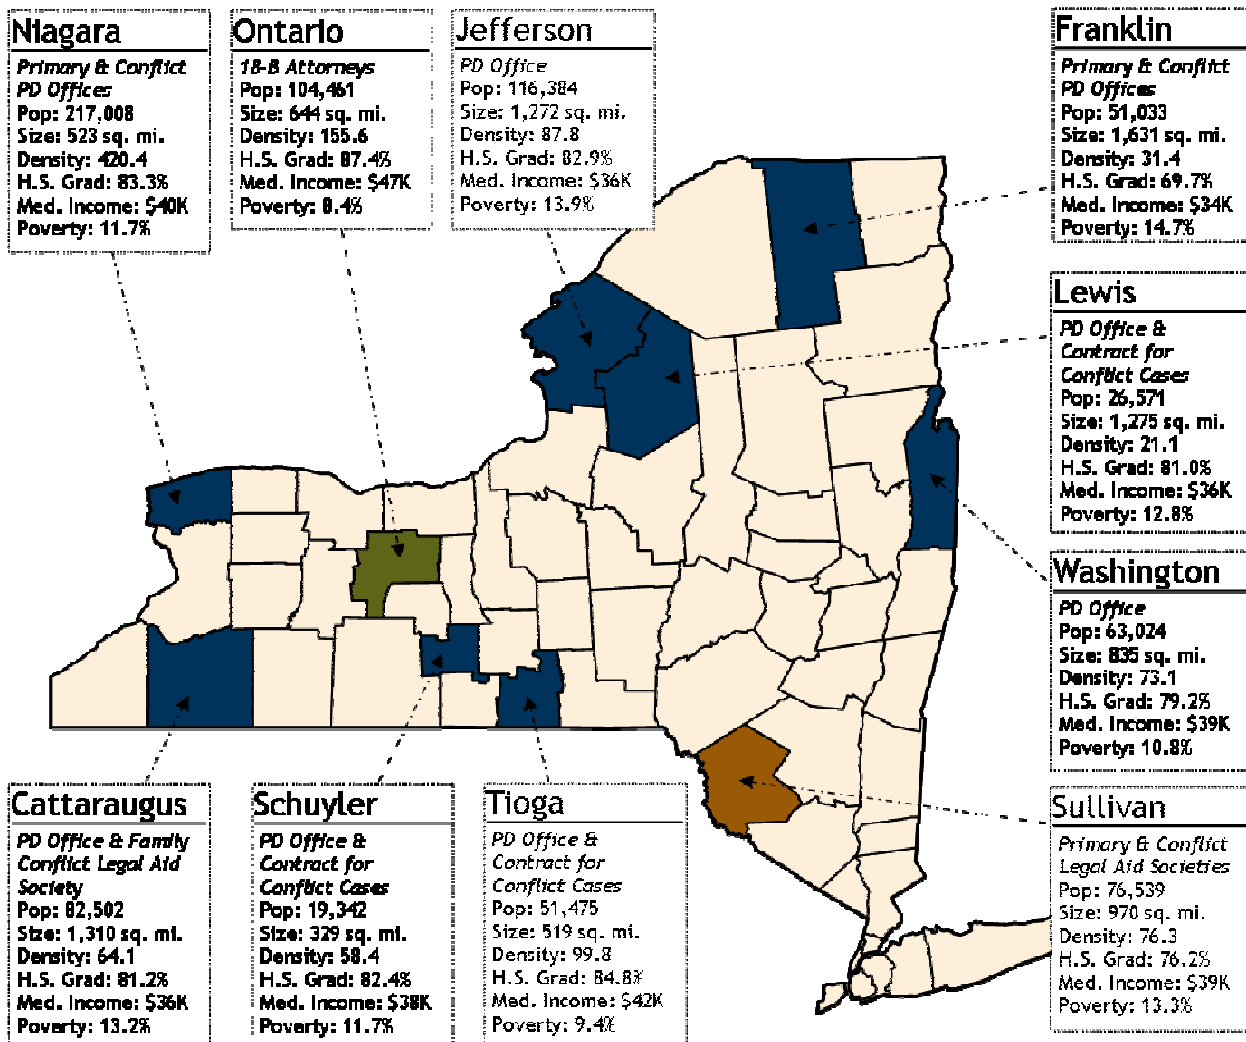 Niagara
Primary & Conflict
PD Offices
Pop: 217,008
Size: 523 sq. mi.
Density: 420.4
H.S. Grad: 83.3%
Med. Income: $40K
Poverty: 11.7%
Ontario
18-B Attorneys
Pop: 104,461
Size: 644 sq. mi.
Density: 155.6
H.S. Grad: 87.4%
Med. Income: $47K
Poverty: 8.4%
Jefferson
PD Office
Pop: 116,384
Size: 1,272 sq. mi.
Density: 87.8
H.S. Grad: 82.9%
Med. Income: $36K
Poverty: 13.9%
Franklin
Primary & Conflict
PD Offices
Pop: 51,033
Size: 1,631 sq. mi.
Density: 31.4
H.S. Grad: 69.7%
Med. Income: $34K
Poverty: 14.7%
Lewis
PD Office &
Contract for
Conflict Cases
Pop: 26,571
Size: 1,275 sq. mi.
Density: 21.1
H.S. Grad: 81.0%
Med. Income: $36K
Poverty: 12.8%
Washington
PD Office
Pop: 63,024
Size: 835 sq. mi.
Density: 73.1
H.S. Grad: 79.2%
Med. Income: $39K
Poverty: 10.8%
Cattaraugus
PD Office & Family
Conflict Legal Aid
Society
Pop: 82,502
Size: 1,310 sq. mi.
Density: 64.1
H.S. Grad: 81.2%
Med. Income: $36K
Poverty: 13.2%
Schuyler
PD Office &
Contract for
Conflict Cases
Pop: 19,342
Size: 329 sq. mi.
Density: 58.4
H.S. Grad: 82.4%
Med. Income: $38K
Poverty: 11.7%
Tioga
PD Office &
Contract for
Conflict Cases
Pop: 51,475
Size: 519 sq. mi.
Density: 99.8
H.S. Grad: 84.8%
Med. Income: $42K
Poverty: 9.4%
Sullivan
Primary & Conflict
Legal Aid Societies
Pop: 76,539
Size: 970 sq. mi.
Density: 76.3
H.S. Grad: 76.2%
Med. Income: $39K
Poverty: 13.3%